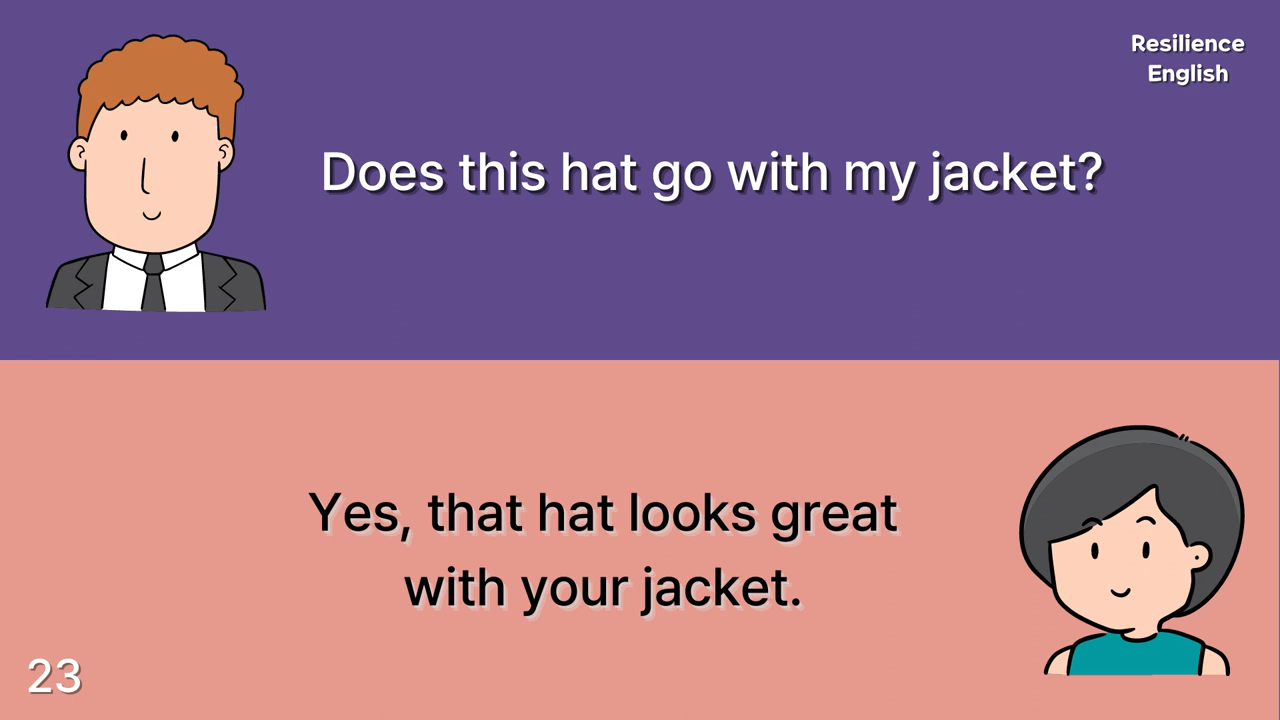 Resilience
English
Does this hat go with my jacket?
Yes, that hat looks great
with your jacket.
23